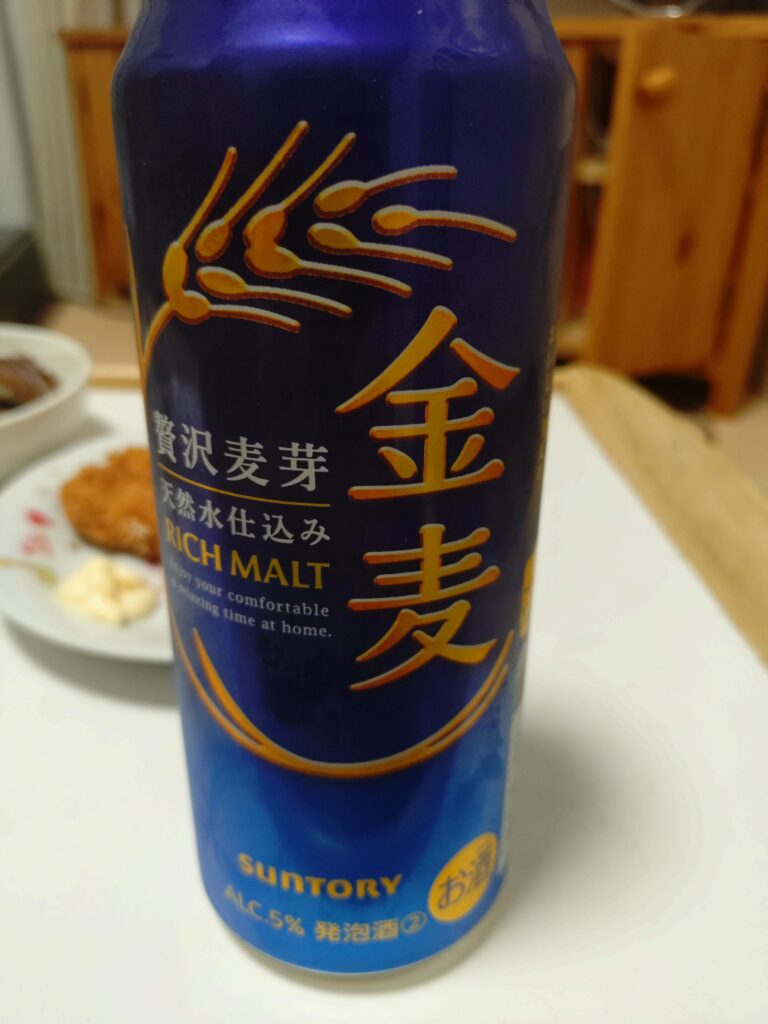 金麦
贅沢麦芽
天然水仕込み
RICH MALT
Enjoy your comfortable
& relaxing time at home.
SUNTORY
お酒
ALC.5% 発泡酒②